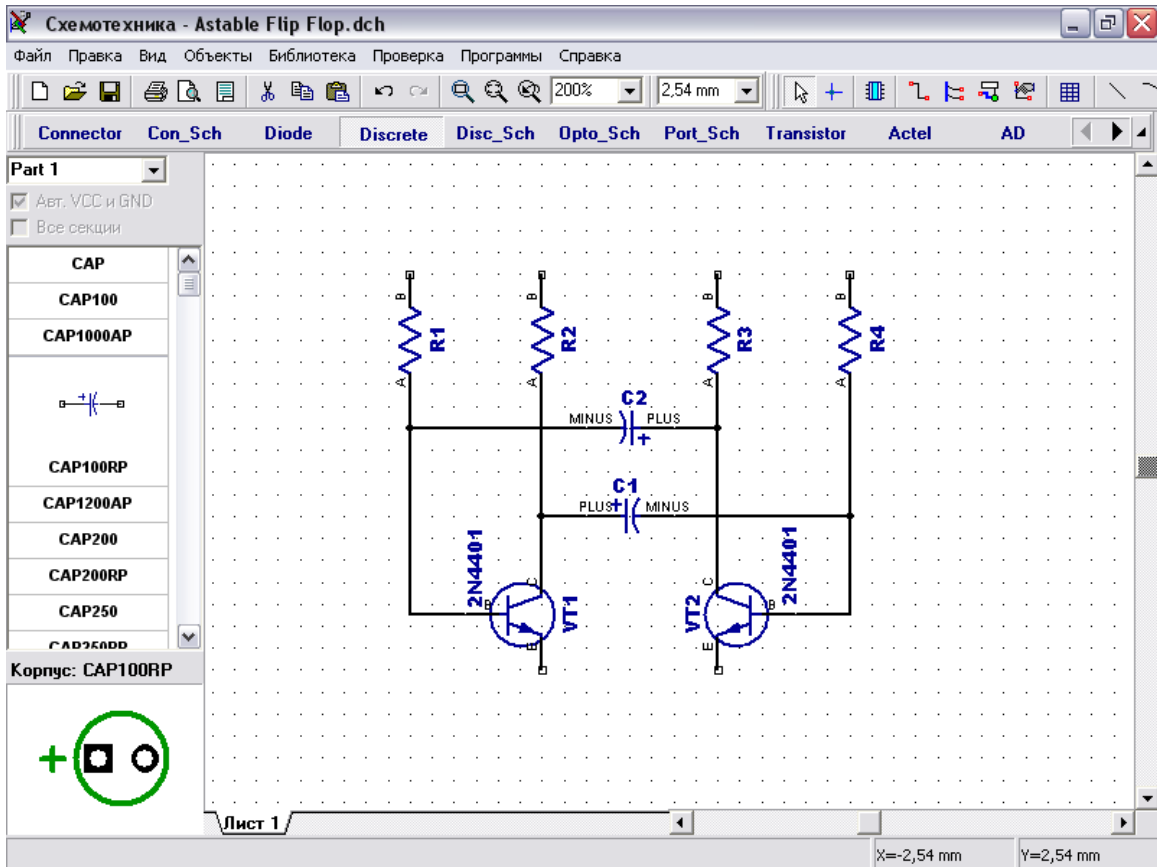 Схемотехника - Astable Flip Flop.dch
Файл Правка Вид Объекты Библиотека Проверка Программы Справка
200% 2,54 mm
Connector Con_Sch Diode Discrete Disc_Sch Opto_Sch Port_Sch Transistor Actel AD
Part 1
Авт. VCC и GND
Все секции
CAP
CAP100
CAP1000AP
CAP100RP
CAP1200AP
CAP200
CAP200RP
CAP250
CAP250RP
Корпус: CAP100RP
B B B B
R1 R2 R3 R4
A A A A
C2
MINUS PLUS
C1
PLUS MINUS
2N4401 2N4401
C C
B B
VT1 VT2
E E
Лист 1
X=-2,54 mm Y=2,54 mm